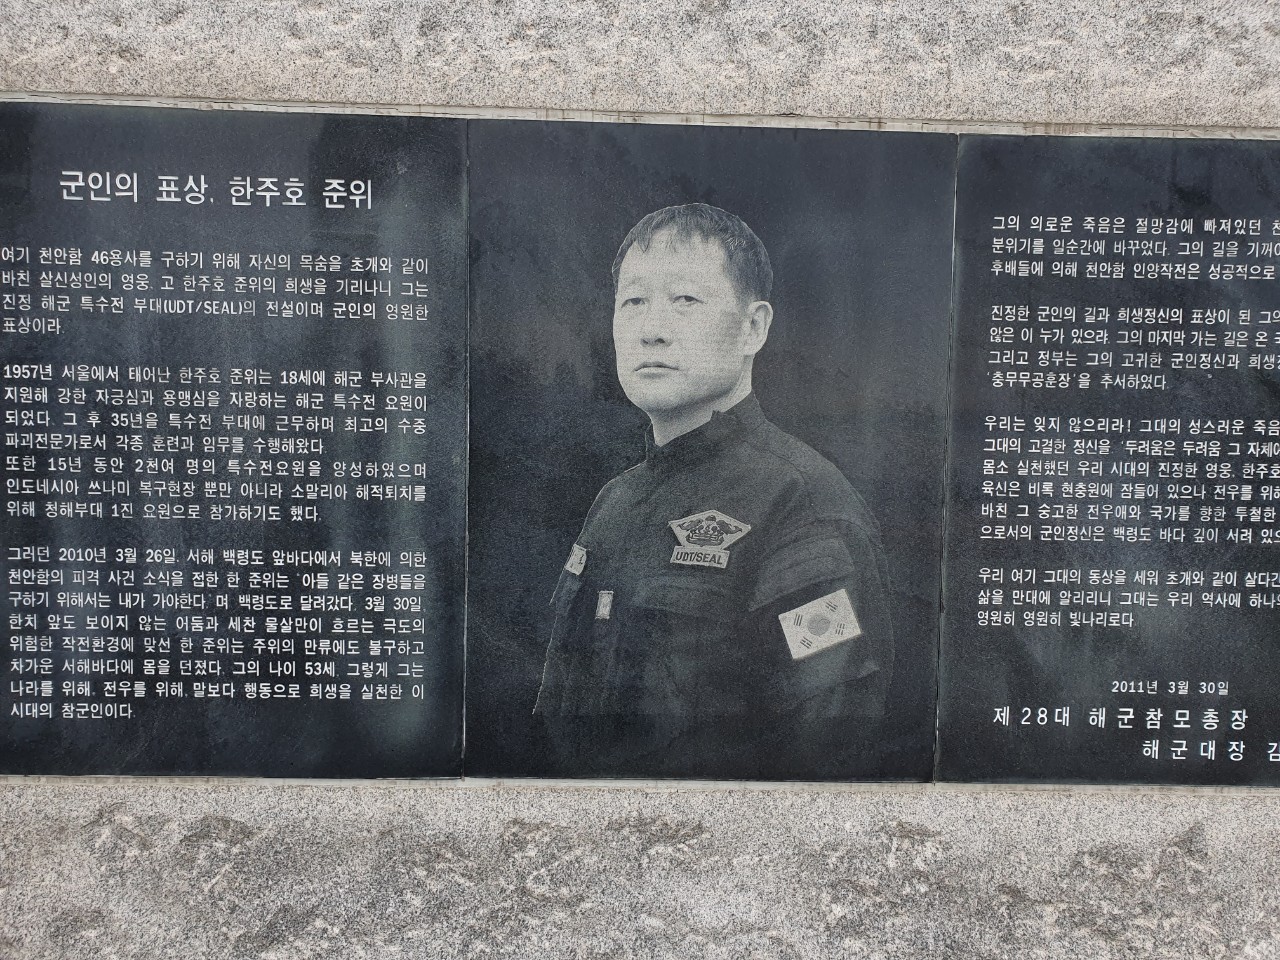 군인의 표상, 한주호 준위
여기 천안함 46용사를 구하기 위해 자신의 목숨을 초개와 같이
바친 살신성인의 영웅, 고 한주호 준위의 희생을 기리나니 그는
진정 해군 특수전 부대(UDT/SEAL)의 전설이며 군인의 영원한
표상이라.
1957년 서울에서 태어난 한주호 준위는 18세에 해군 부사관을
지원해 강한 자긍심과 용맹심을 자랑하는 해군 특수전 요원이
되었다. 그 후 35년을 특수전 부대에 근무하며 최고의 수중
파괴전문가로서 각종 훈련과 임무를 수행해왔다.
또한 15년 동안 2천여 명의 특수전요원을 양성하였으며
인도네시아 쓰나미 복구현장 뿐만 아니라 소말리아 해적퇴치를
위해 청해부대 1진 요원으로 참가하기도 했다.
그러던 2010년 3월 26일, 서해 백령도 앞바다에서 북한에 의한
천안함의 피격 사건 소식을 접한 한 준위는 '아들 같은 장병들을
구하기 위해서는 내가 가야한다.'며 백령도로 달려갔다. 3월 30일,
한치 앞도 보이지 않는 어둠과 세찬 물살만이 흐르는 극도의
위험한 작전환경에 맞선 한 준위는 주위의 만류에도 불구하고
차가운 서해바다에 몸을 던졌다. 그의 나이 53세, 그렇게 그는
나라를 위해, 전우를 위해, 말보다 행동으로 희생을 실천한 이
시대의 참군인이다.
UDT/SEAL
그의 의로운 죽음은 절망감에 빠져있던 천
분위기를 일순간에 바꾸었다. 그의 길을 기꺼이
후배들에 의해 천안함 인양작전은 성공적으로
진정한 군인의 길과 희생정신의 표상이 된 그의
않은 이 누가 있으랴. 그의 마지막 가는 길은 온
그리고 정부는 그의 고귀한 군인정신과
'충무무공훈장'을 추서하였다.
우리는 잊지 않으리라! 그대의 성스러운 죽음
그대의 고결한 정신을 '두려움은 두려움 그 자체
몸소 실천했던 우리 시대의 진정한 영웅, 한주호
육신은 비록 현충원에 잠들어 있으나 전우를 위해
바친 그 숭고한 전우애와 국가를 향한 투철한
으로서의 군인정신은 백령도 바다 깊이 서려 있으
우리 여기 그대의 동상을 세워 초개와 같이 살다간
삶을 만대에 알리리니 그대는 우리 역사에 하나의
영원히 영원히 빛나리로다.
2011년 3월 30일
제28대 해군참모총장
해군대장 김